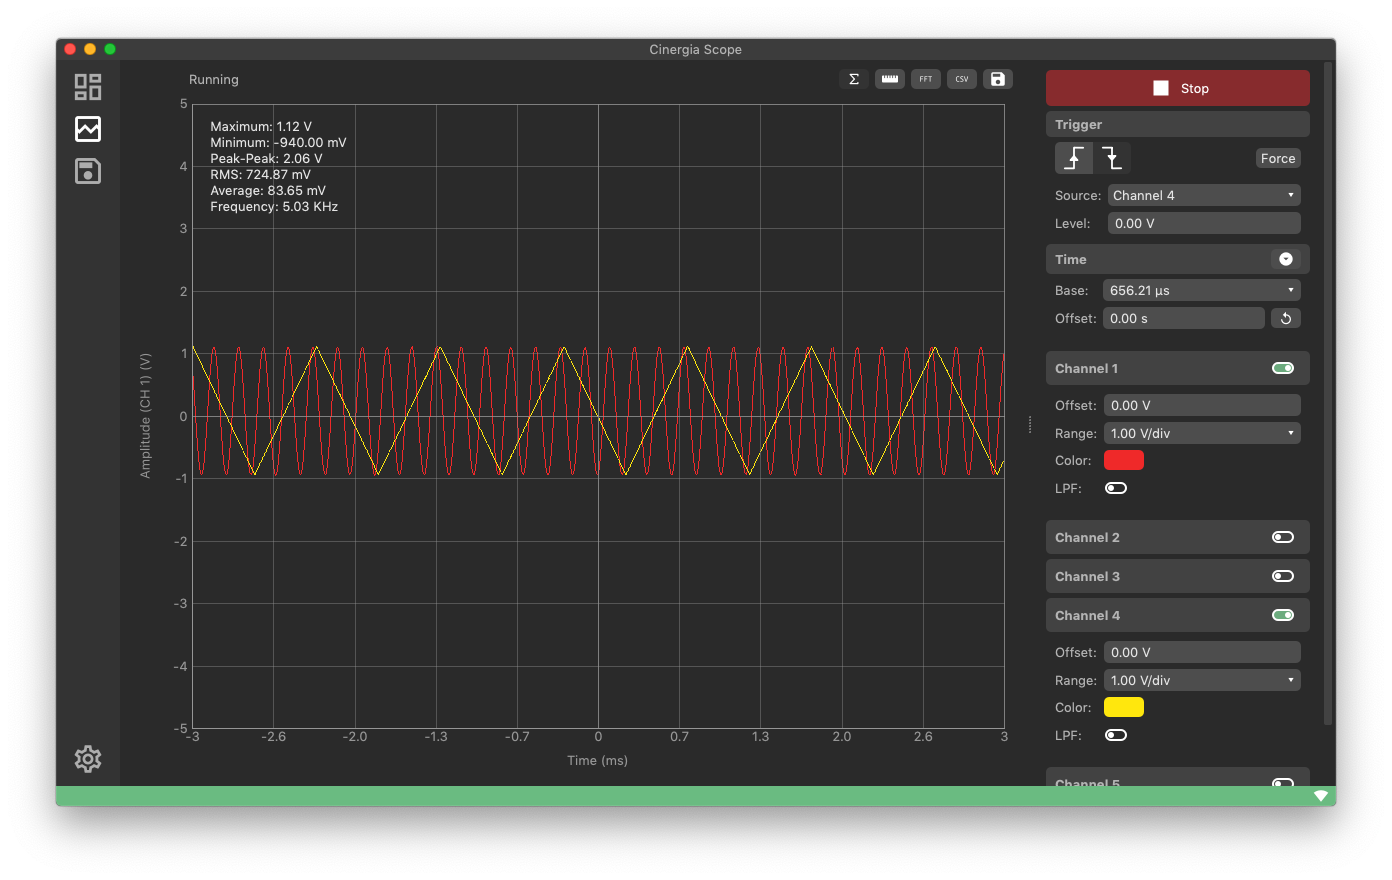 Cinergia Scope
Running
Σ
FFT
CSV
5
4
3
2
1
0
-1
-2
-3
-4
-5
Maximum: 1.12 V
Minimum: -940.00 mV
Peak-Peak: 2.06 V
RMS: 724.87 mV
Average: 83.65 mV
Frequency: 5.03 KHz
Amplitude (CH 1) (V)
-3 -2.6 -2.0 -1.3 -0.7 0 0.7 1.3 2.0 2.6 3
Time (ms)
Stop
Trigger
Force
Source: Channel 4
Level: 0.00 V
Time
Base: 656.21 µs
Offset: 0.00 s
Channel 1
Offset: 0.00 V
Range: 1.00 V/div
Color:
LPF:
Channel 2
Channel 3
Channel 4
Offset: 0.00 V
Range: 1.00 V/div
Color:
LPF:
Channel 5